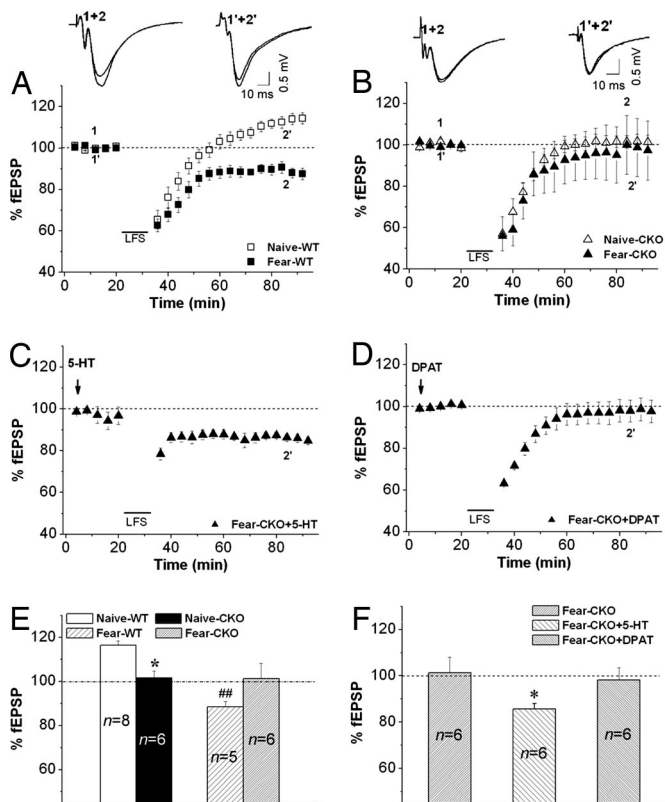 1+2
1'+2'
10 ms
0.5 mV
1+2
1'+2'
10 ms
0.5 mV
A
% fEPSP
120
100
80
60
40
1
1'
2'
2
LFS
Naive-WT
Fear-WT
0
20
40
60
80
Time (min)
B
% fEPSP
120
100
80
60
40
1
1'
2
2'
LFS
Naive-CKO
Fear-CKO
0
20
40
60
80
Time (min)
C
% fEPSP
120
100
80
60
40
5-HT
2'
LFS
Fear-CKO+5-HT
0
20
40
60
80
Time (min)
D
% fEPSP
120
100
80
60
40
DPAT
2'
LFS
Fear-CKO+DPAT
0
20
40
60
80
Time (min)
E
% fEPSP
120
100
80
60
Naive-WT
Naive-CKO
Fear-WT
Fear-CKO
*
##
n=8
n=6
n=5
n=6
F
% fEPSP
120
100
80
60
Fear-CKO
Fear-CKO+5-HT
Fear-CKO+DPAT
*
n=6
n=6
n=6